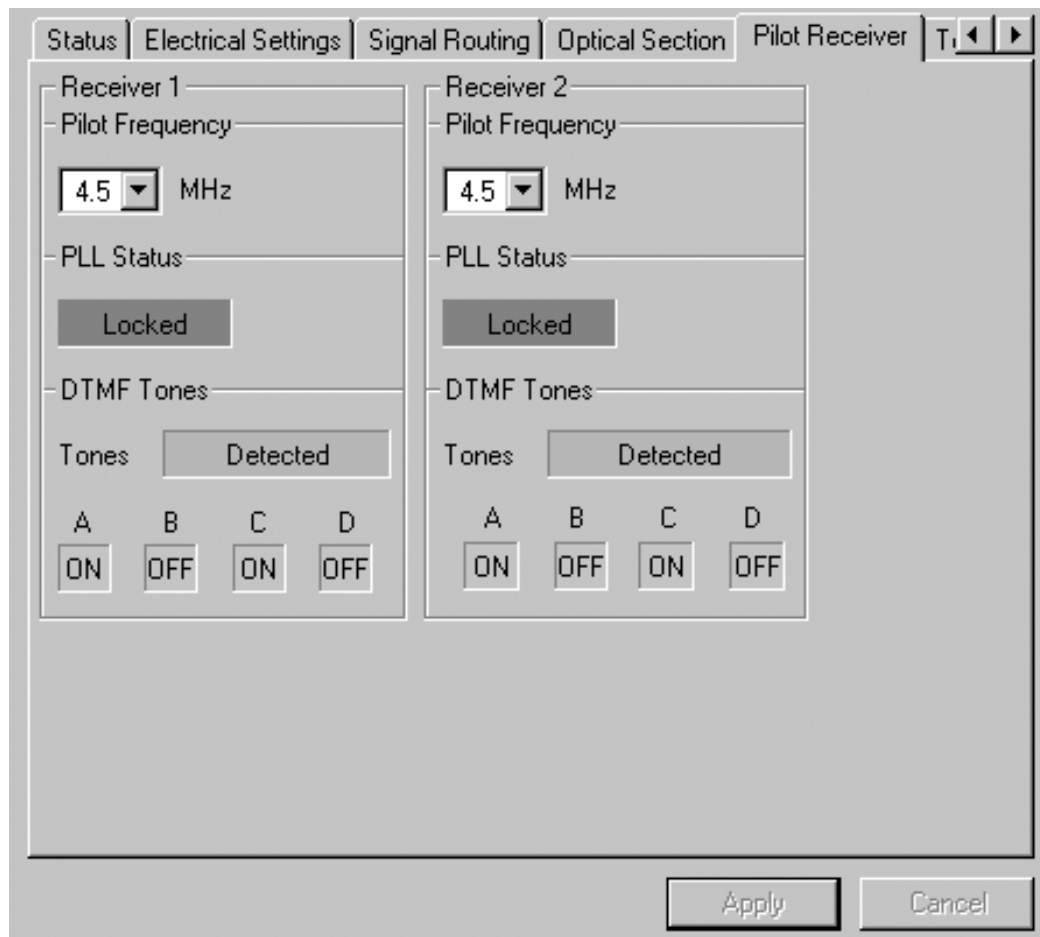 Status Electrical Settings Signal Routing Optical Section Pilot Receiver
Receiver 1
Pilot Frequency
4.5 MHz
PLL Status
Locked
DTMF Tones
Tones Detected
A B C D
ON OFF ON OFF
Receiver 2
Pilot Frequency
4.5 MHz
PLL Status
Locked
DTMF Tones
Tones Detected
A B C D
ON OFF ON OFF
Apply Cancel